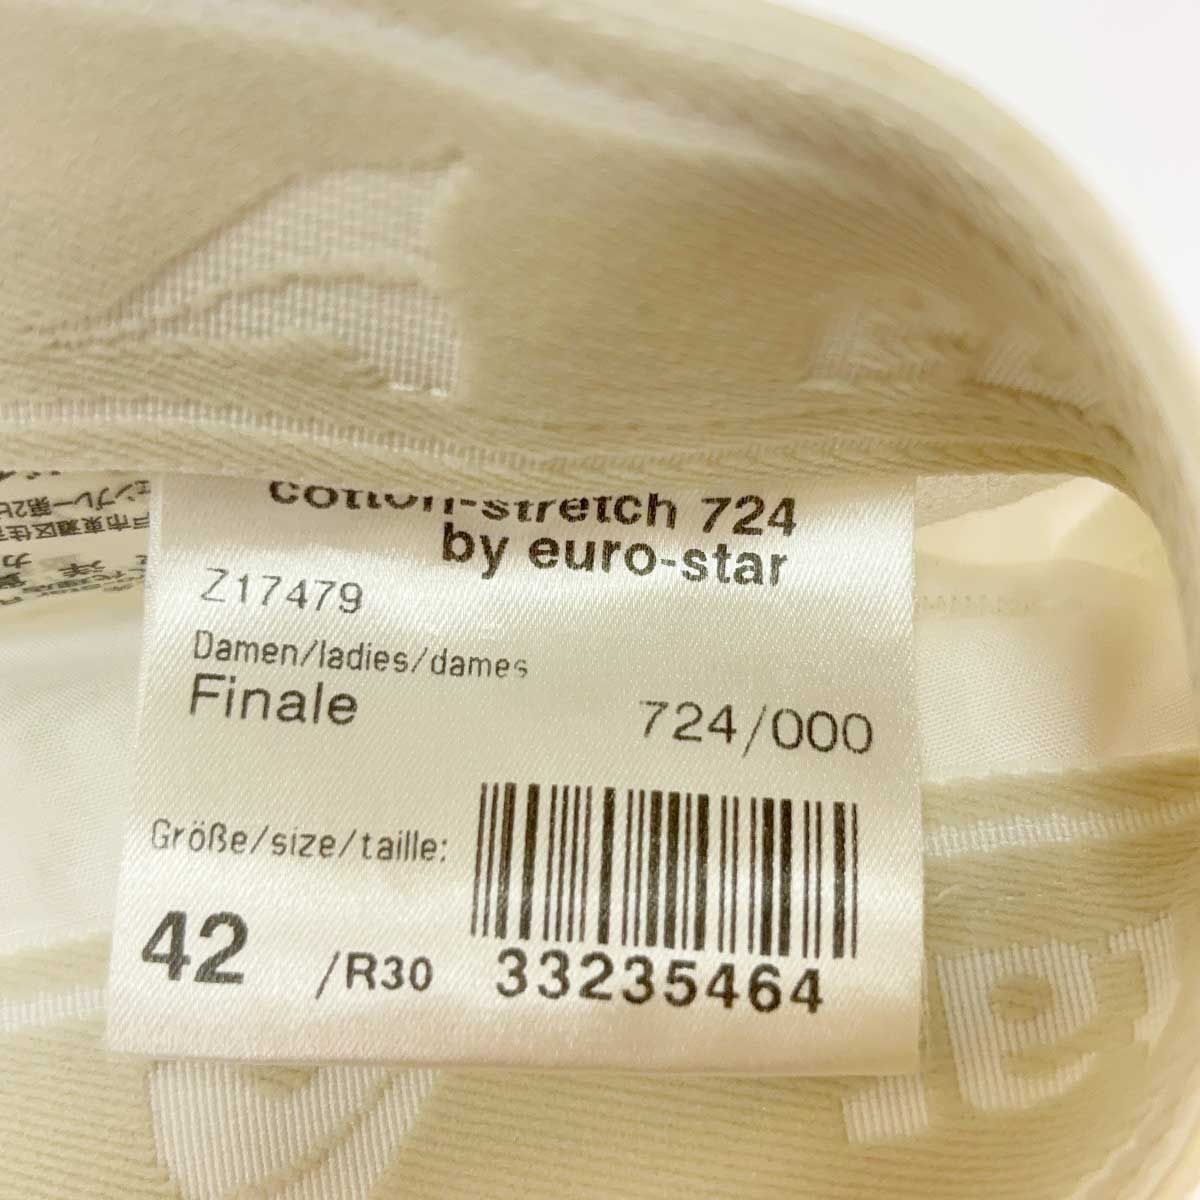 cotton-stretch 724
by euro-star
Z17479
Damen/ladies/dames
Finale
724/000
Größe/size/taille:
42 /R30
33235464